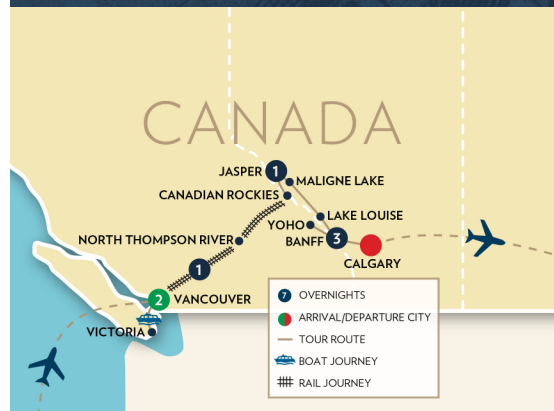 CANADA
JASPER 1
MALIGNE LAKE
CANADIAN ROCKIES
LAKE LOUISE
YOHO
BANFF 3
NORTH THOMPSON RIVER
CALGARY
1
2 VANCOUVER
VICTORIA
7 OVERNIGHTS
ARRIVAL/DEPARTURE CITY
TOUR ROUTE
BOAT JOURNEY
RAIL JOURNEY